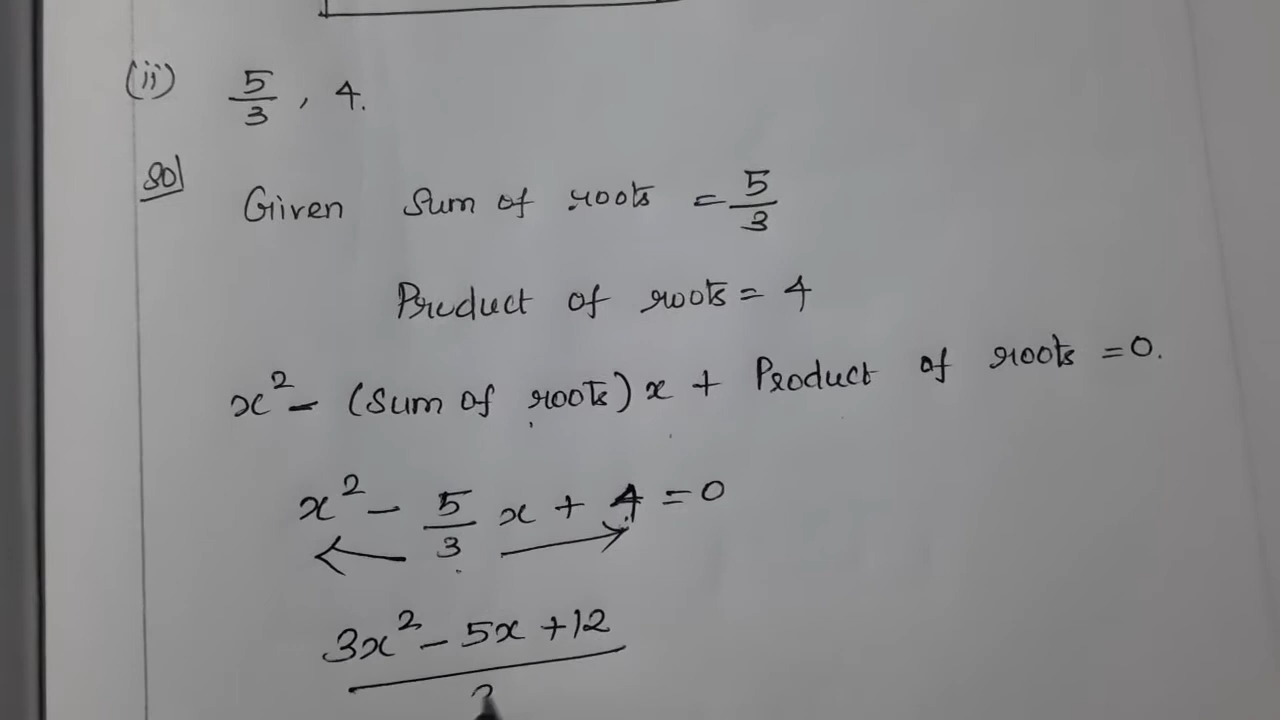 (ii) 5/3 , 4.
Sol
Given Sum of roots = 5/3
Product of roots = 4
x² - (Sum of roots) x + Product of roots = 0.
x² - 5/3 x + 4 = 0
3x² - 5x + 12